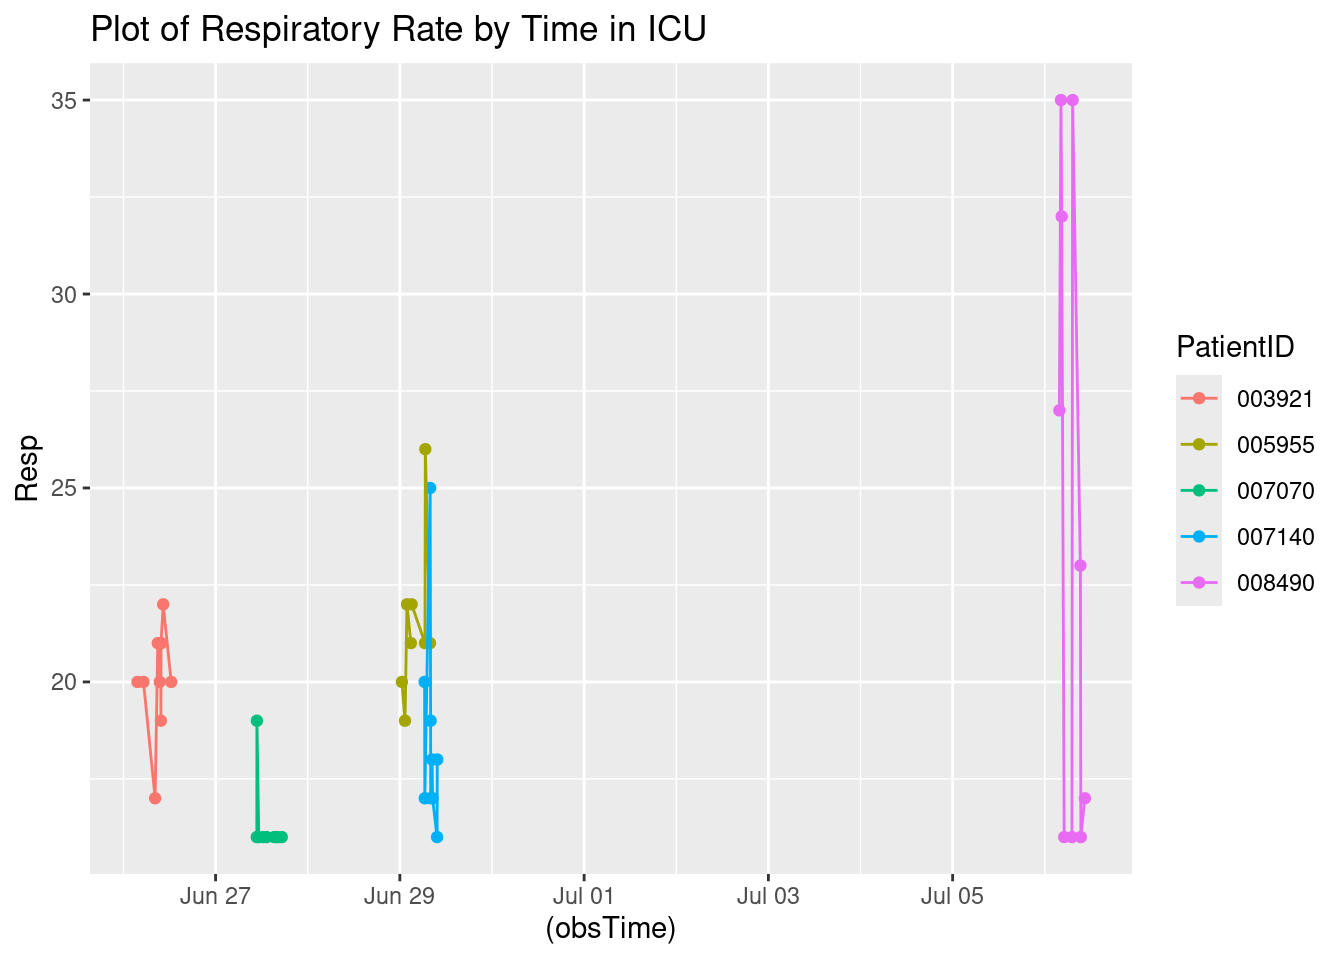 Plot of Respiratory Rate by Time in ICU
35
30
25
20
Resp
Jun 27
Jun 29
Jul 01
Jul 03
Jul 05
(obsTime)
PatientID
003921
005955
007070
007140
008490